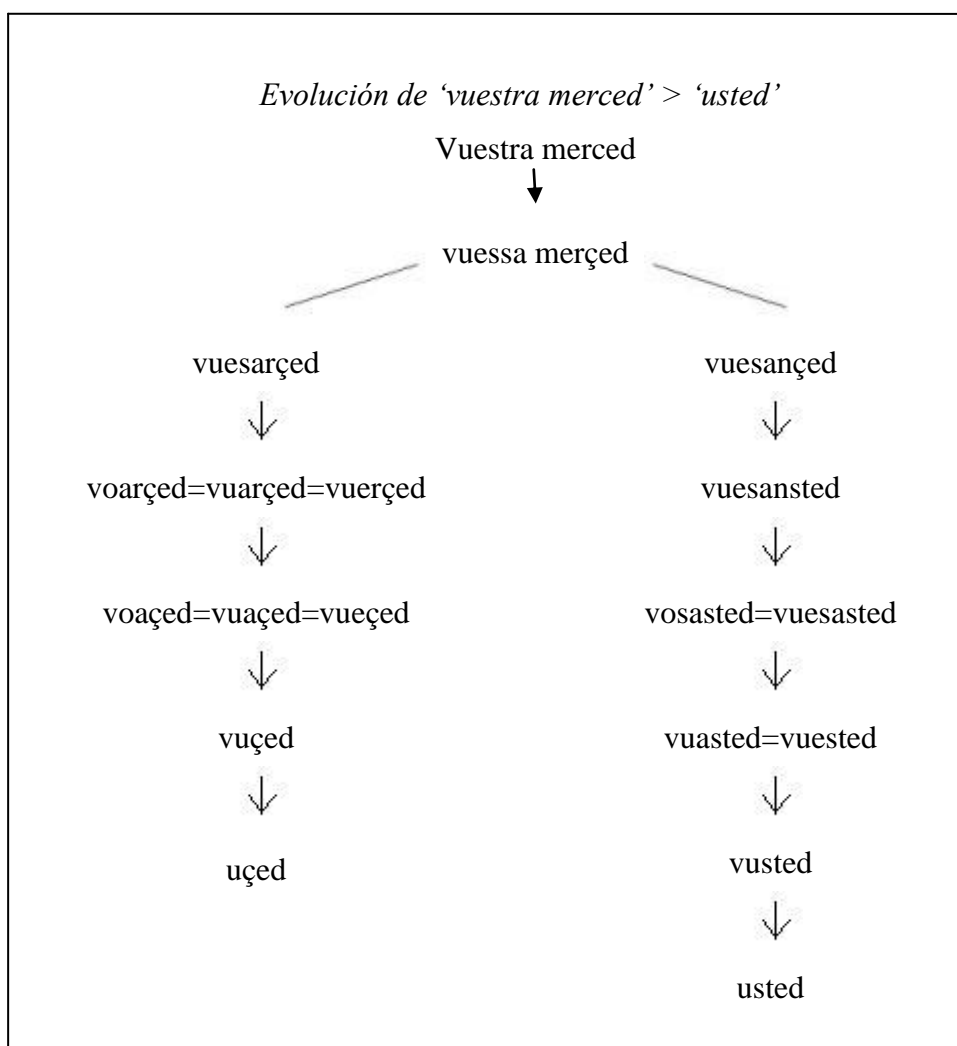 Evolución de ‘vuestra merced’ > ‘usted’
Vuestra merced
vuessa merçed
vuesarçed
vuesançed
voarçed=vuarçed=vuerçed
vuesansted
voaçed=vuaçed=vueçed
vosasted=vuesasted
vuçed
vuasted=vuested
uçed
vusted
usted